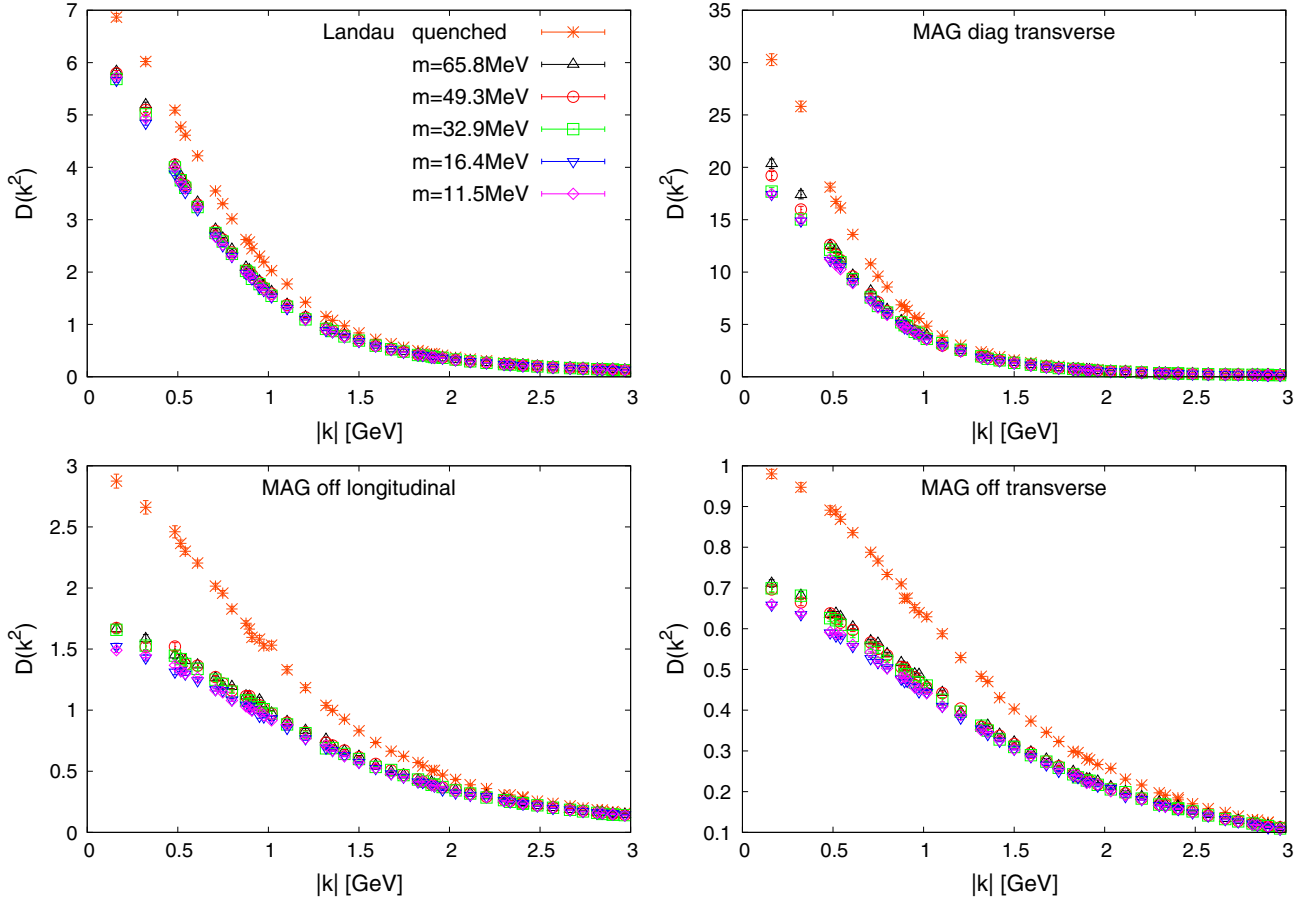 Landau quenched
m=65.8MeV
m=49.3MeV
m=32.9MeV
m=16.4MeV
m=11.5MeV
7
6
5
4
3
2
1
0
D(k²)
0 0.5 1 1.5 2 2.5 3
|k| [GeV]
MAG diag transverse
35
30
25
20
15
10
5
0
D(k²)
0 0.5 1 1.5 2 2.5 3
|k| [GeV]
MAG off longitudinal
3
2.5
2
1.5
1
0.5
0
D(k²)
0 0.5 1 1.5 2 2.5 3
|k| [GeV]
MAG off transverse
1
0.9
0.8
0.7
0.6
0.5
0.4
0.3
0.2
0.1
D(k²)
0 0.5 1 1.5 2 2.5 3
|k| [GeV]